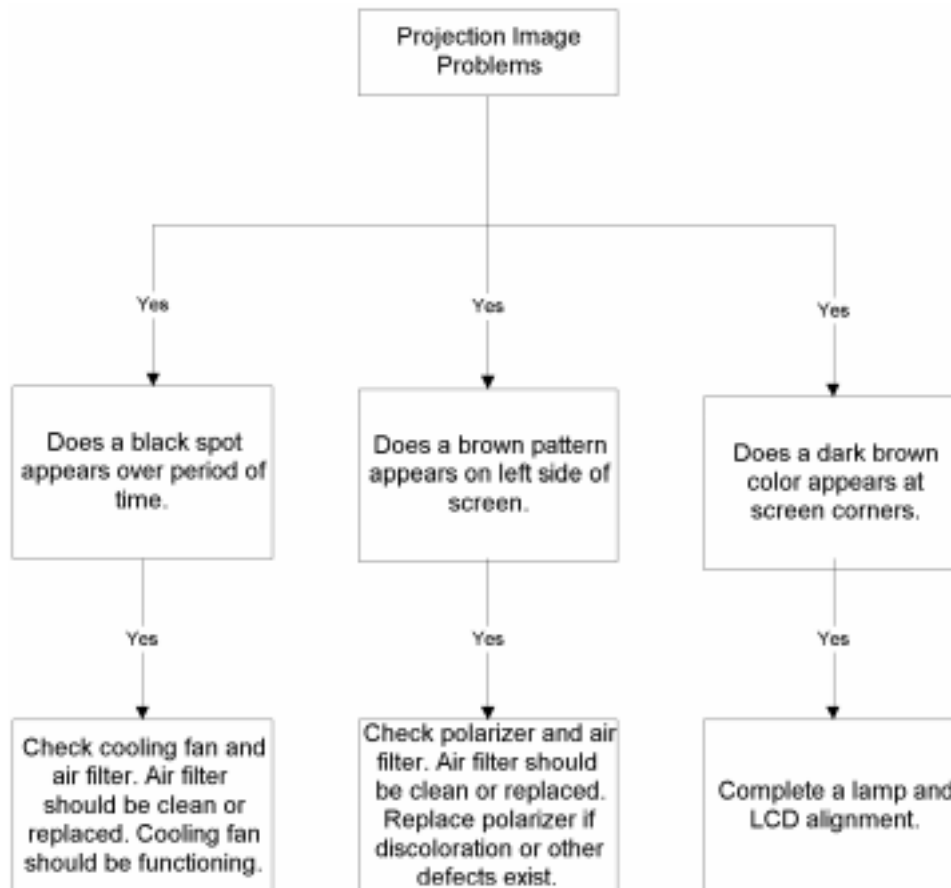 Projection Image
Problems
Yes
Yes
Yes
Does a black spot
appears over period of
time.
Does a brown pattern
appears on left side of
screen.
Does a dark brown
color appears at
screen corners.
Yes
Yes
Yes
Check cooling fan and
air filter. Air filter
should be clean or
replaced. Cooling fan
should be functioning.
Check polarizer and air
filter. Air filter should
be clean or replaced.
Replace polarizer if
discoloration or other
defects exist.
Complete a lamp and
LCD alignment.